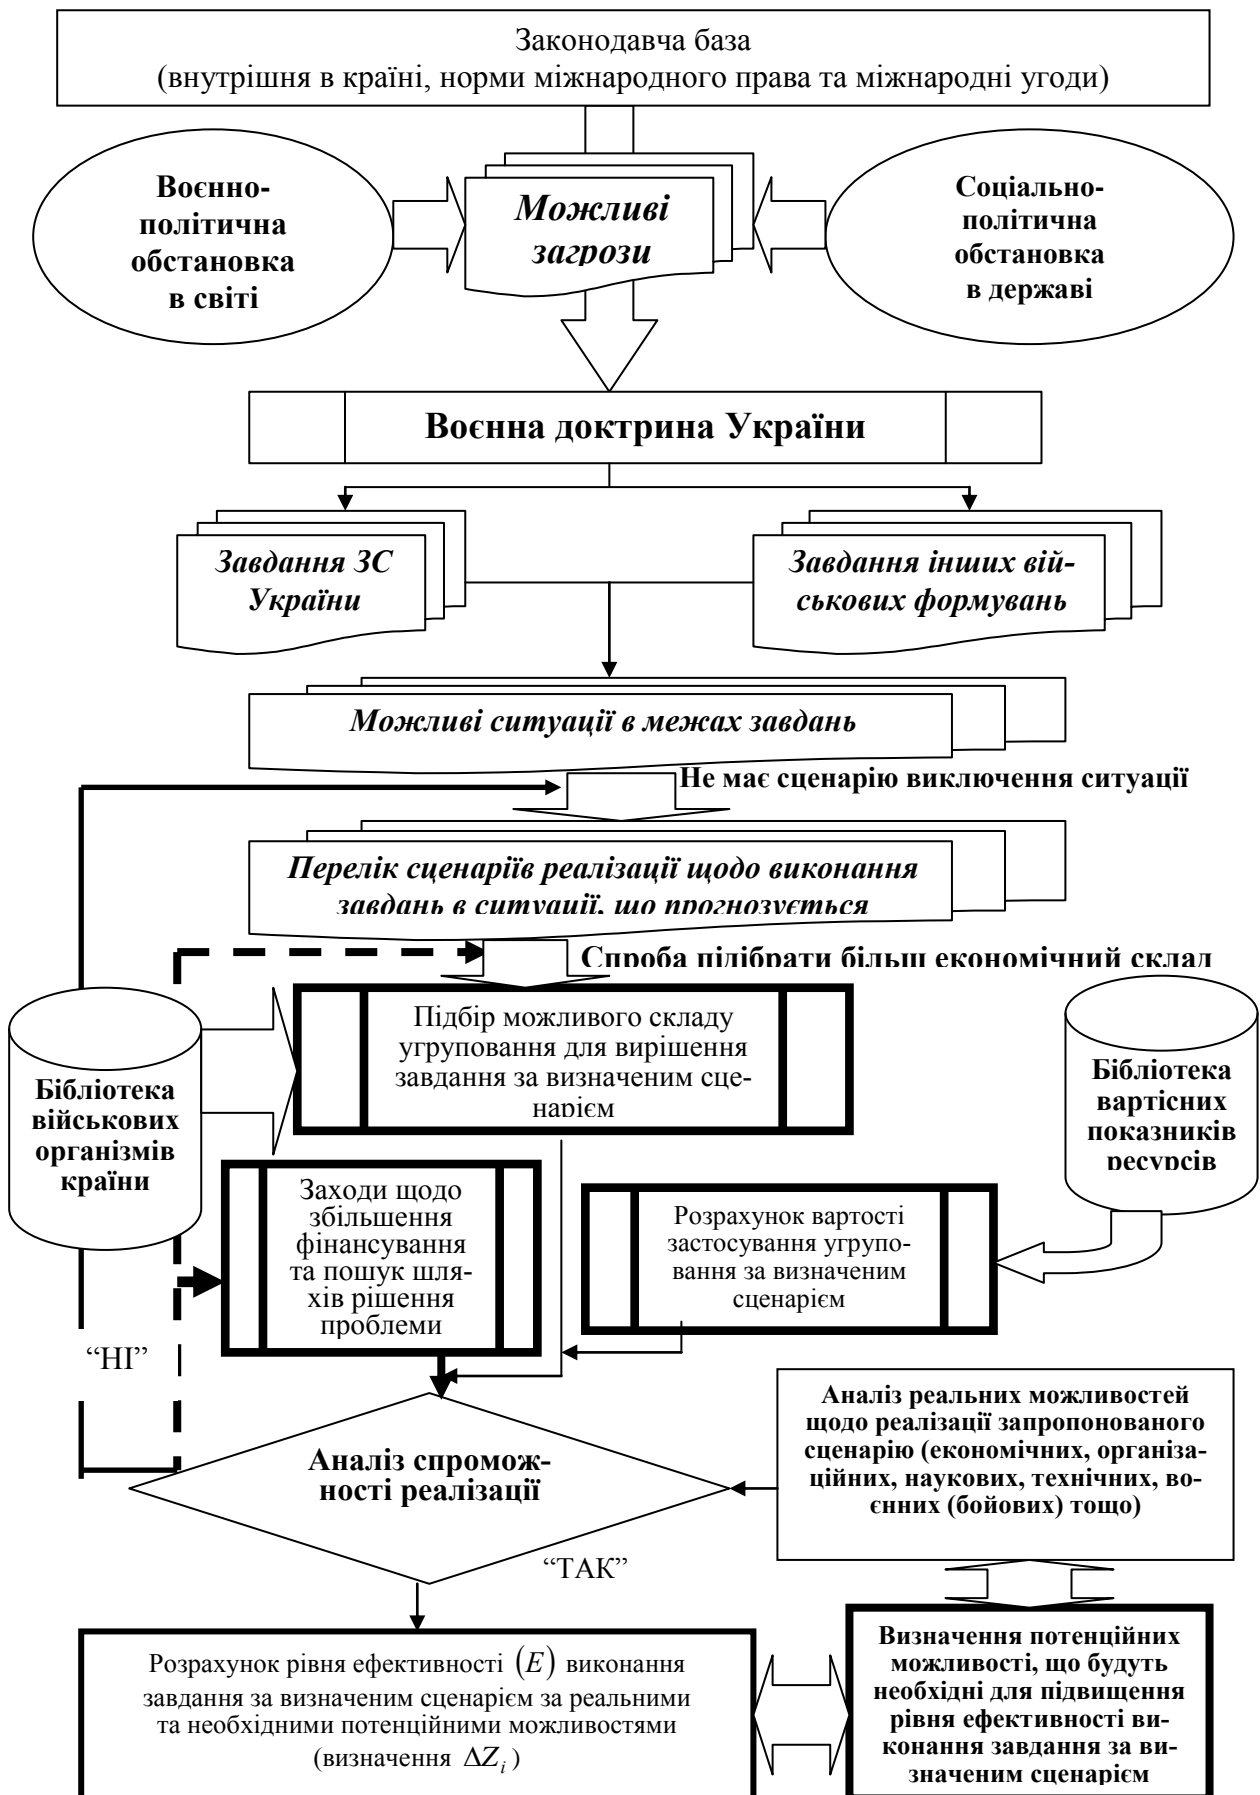 Законодавча база
(внутрішня в країні, норми міжнародного права та міжнародні угоди)
Воєнно-
політична
обстановка
в світі
Можливі
загрози
Соціально-
політична
обстановка
в державі
Воєнна доктрина України
Завдання ЗС
України
Завдання інших вій-
ськових формувань
Можливі ситуації в межах завдань
Не має сценарію виключення ситуації
Перелік сценаріїв реалізації щодо виконання
завдань в ситуації, що прогнозується
Спроба підібрати більш економічний склад
Підбір можливого складу
угруповання для вирішення
завдання за визначеним сце-
нарієм
Бібліотека
військових
організмів
країни
Бібліотека
вартісних
показників
ресурсів
Заходи щодо
збільшення
фінансування
та пошук шля-
хів рішення
проблеми
Розрахунок вартості
застосування угрупо-
вання за визначеним
сценарієм
“НІ”
Аналіз спромож-
ності реалізації
Аналіз реальних можливостей
щодо реалізації запропонованого
сценарію (економічних, організа-
ційних, наукових, технічних, во-
єнних (бойових) тощо)
“ТАК”
Розрахунок рівня ефективності (E) виконання
завдання за визначеним сценарієм за реальними
та необхідними потенційними можливостями
(визначення ΔZᵢ)
Визначення потенційних
можливості, що будуть
необхідні для підвищення
рівня ефективності ви-
конання завдання за ви-
значеним сценарієм